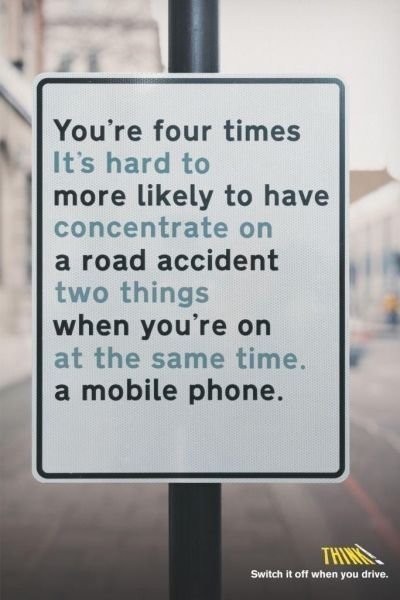 You're four times
It's hard to
more likely to have
concentrate on
a road accident
two things
when you're on
at the same time.
a mobile phone.
THINK!
Switch it off when you drive.